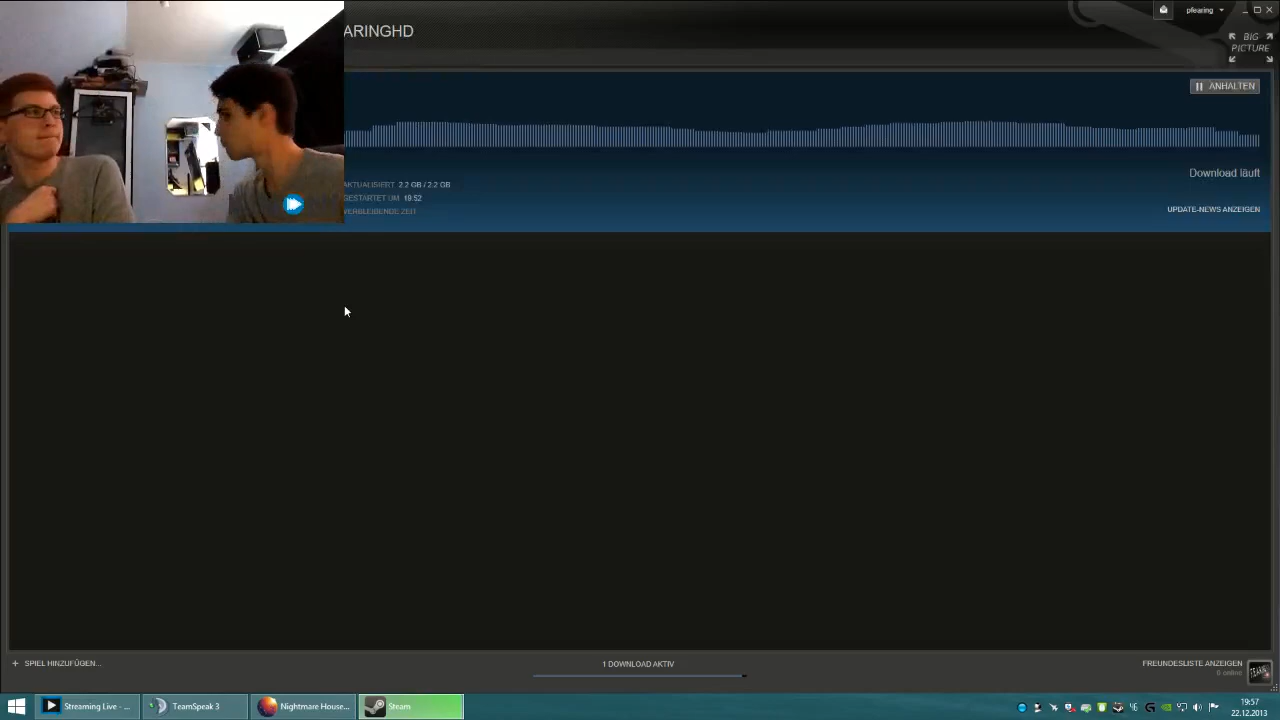 ARINGHD
pfearing
BIG
PICTURE
ANHALTEN
Download läuft
AKTUALISIERT 2.2 GB / 2.2 GB
GESTARTET UM 19:52
VERBLEIBENDE ZEIT
UPDATE-NEWS ANZEIGEN
+ SPIEL HINZUFÜGEN...
1 DOWNLOAD AKTIV
FREUNDESLISTE ANZEIGEN
0 online
Streaming Live - ...
TeamSpeak 3
Nightmare House...
Steam
19:57
22.12.2013